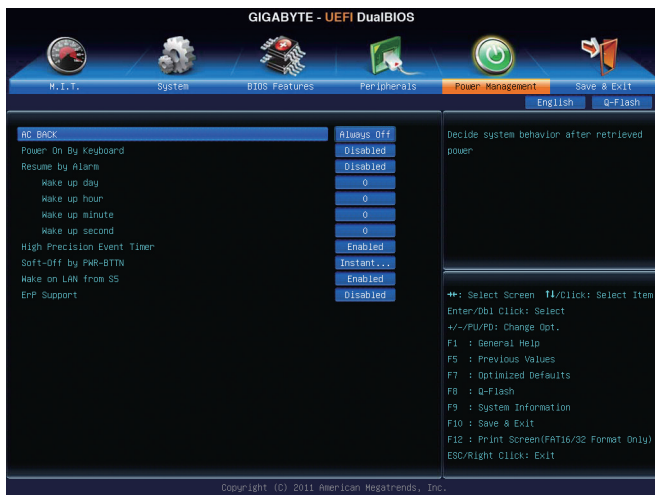 GIGABYTE - UEFI DualBIOS
M.I.T. System BIOS Features Peripherals Power Management Save & Exit
English Q-Flash
AC BACK Always Off
Power On By Keyboard Disabled
Resume by Alarm Disabled
Wake up day 0
Wake up hour 0
Wake up minute 0
Wake up second 0
High Precision Event Timer Enabled
Soft-Off by PWR-BTTN Instant...
Wake on LAN from S5 Enabled
ErP Support Disabled
Decide system behavior after retrieved
power
→←: Select Screen ↑↓/Click: Select Item
Enter/Dbl Click: Select
+/-/PU/PD: Change Opt.
F1 : General Help
F5 : Previous Values
F7 : Optimized Defaults
F8 : Q-Flash
F9 : System Information
F10 : Save & Exit
F12 : Print Screen(FAT16/32 Format Only)
ESC/Right Click: Exit
Copyright (C) 2011 American Megatrends, Inc.